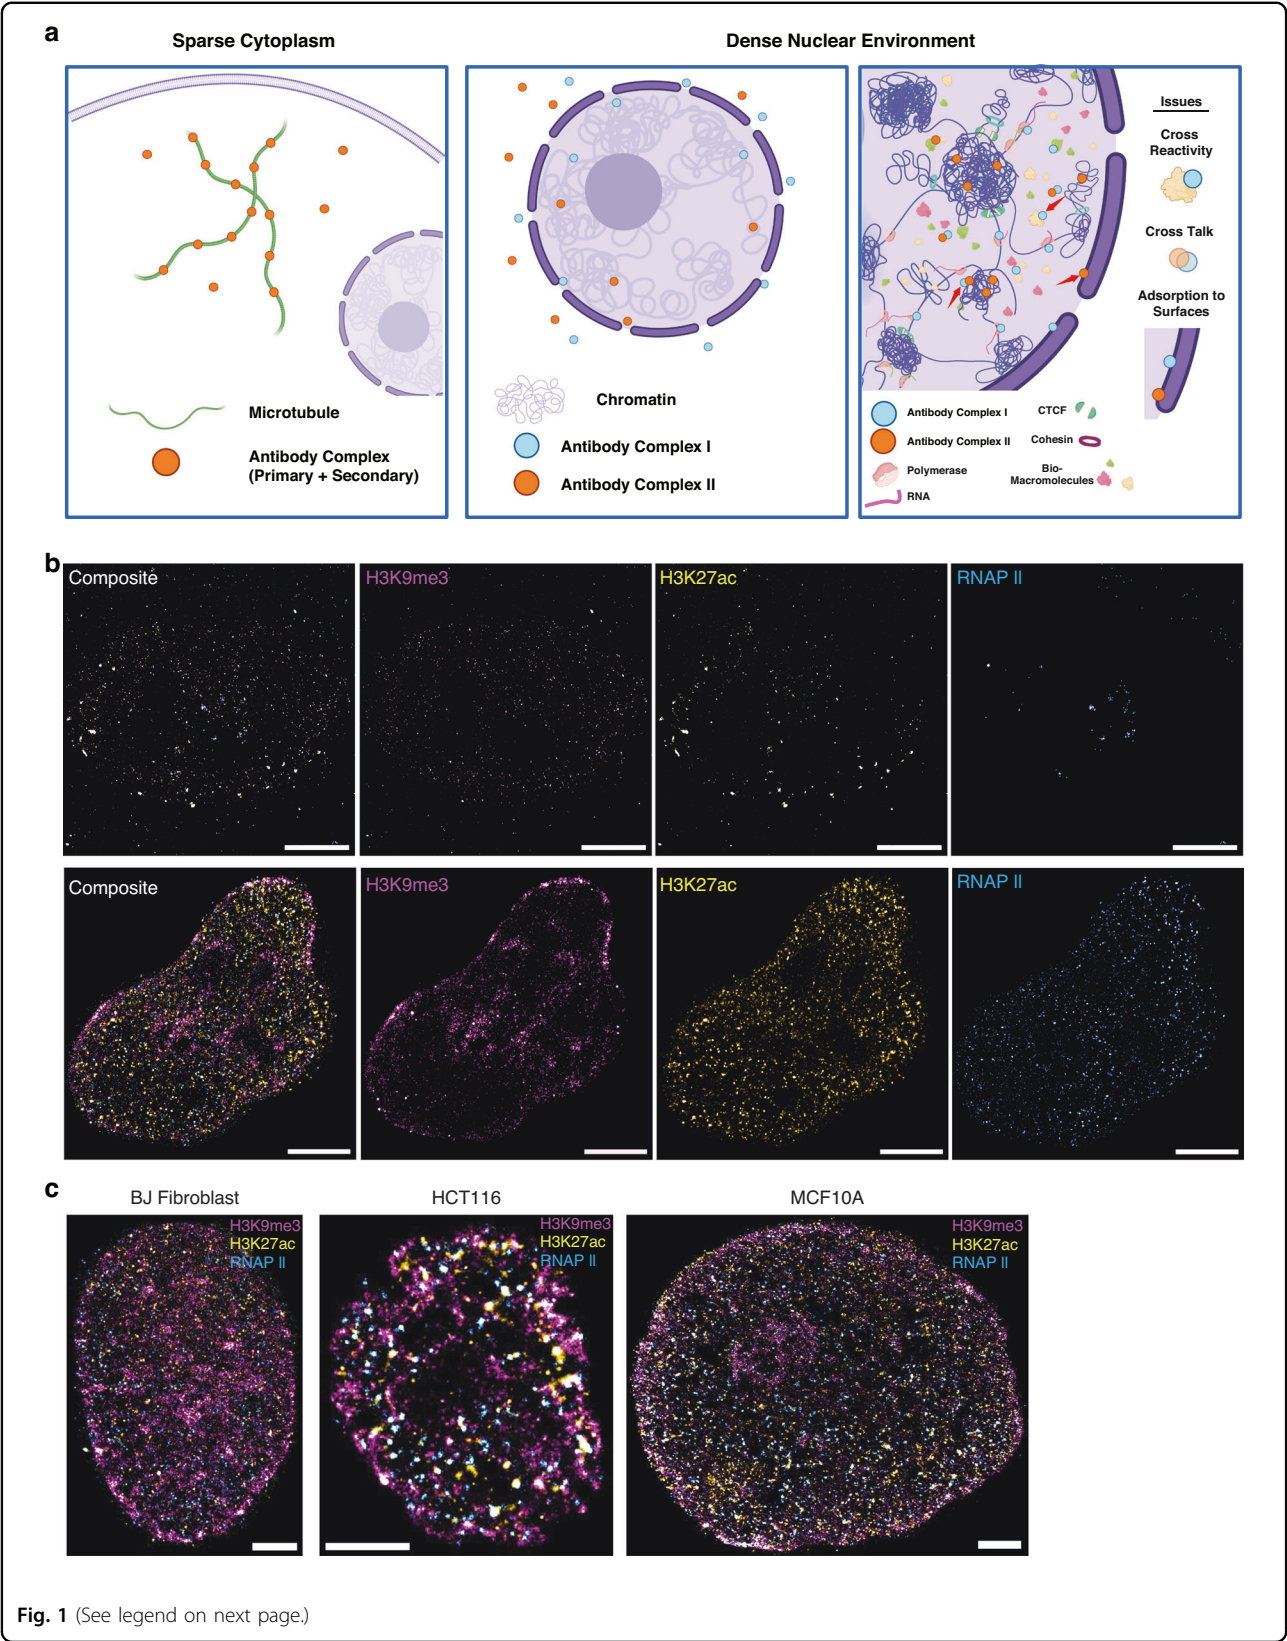 a
Sparse Cytoplasm
Dense Nuclear Environment
Microtubule
Antibody Complex
(Primary + Secondary)
Chromatin
Antibody Complex I
Antibody Complex II
Issues
Cross
Reactivity
Cross Talk
Adsorption to
Surfaces
Antibody Complex I
CTCF
Antibody Complex II
Cohesin
Polymerase
Bio-
Macromolecules
RNA
b
Composite
H3K9me3
H3K27ac
RNAP II
Composite
H3K9me3
H3K27ac
RNAP II
c
BJ Fibroblast
HCT116
MCF10A
H3K9me3
H3K27ac
RNAP II
H3K9me3
H3K27ac
RNAP II
H3K9me3
H3K27ac
RNAP II
Fig. 1 (See legend on next page.)